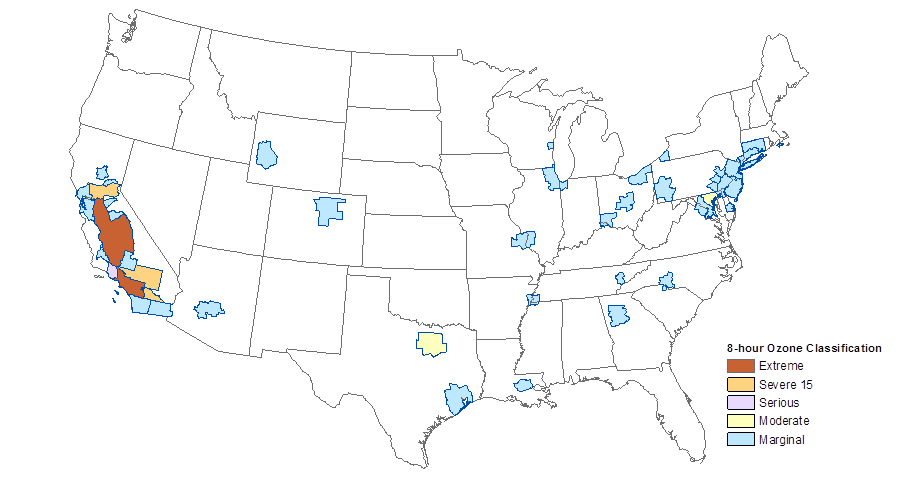 8-hour Ozone Classification
Extreme
Severe 15
Serious
Moderate
Marginal